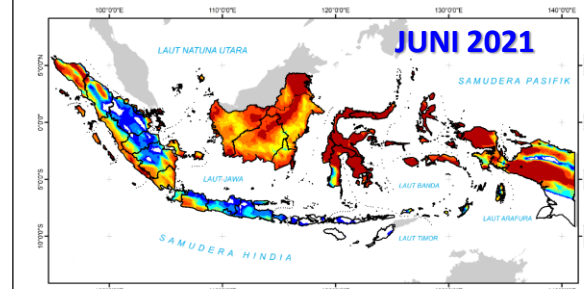 100°0'0"E 110°0'0"E 120°0'0"E 130°0'0"E 140°0'0"E
JUNI 2021
LAUT NATUNA UTARA
SAMUDERA PASIFIK
5°0'0"N
0°0'0"
5°0'0"S
10°0'0"S
LAUT JAWA
LAUT BANDA
LAUT ARAFURA
LAUT TIMOR
SAMUDERA HINDIA